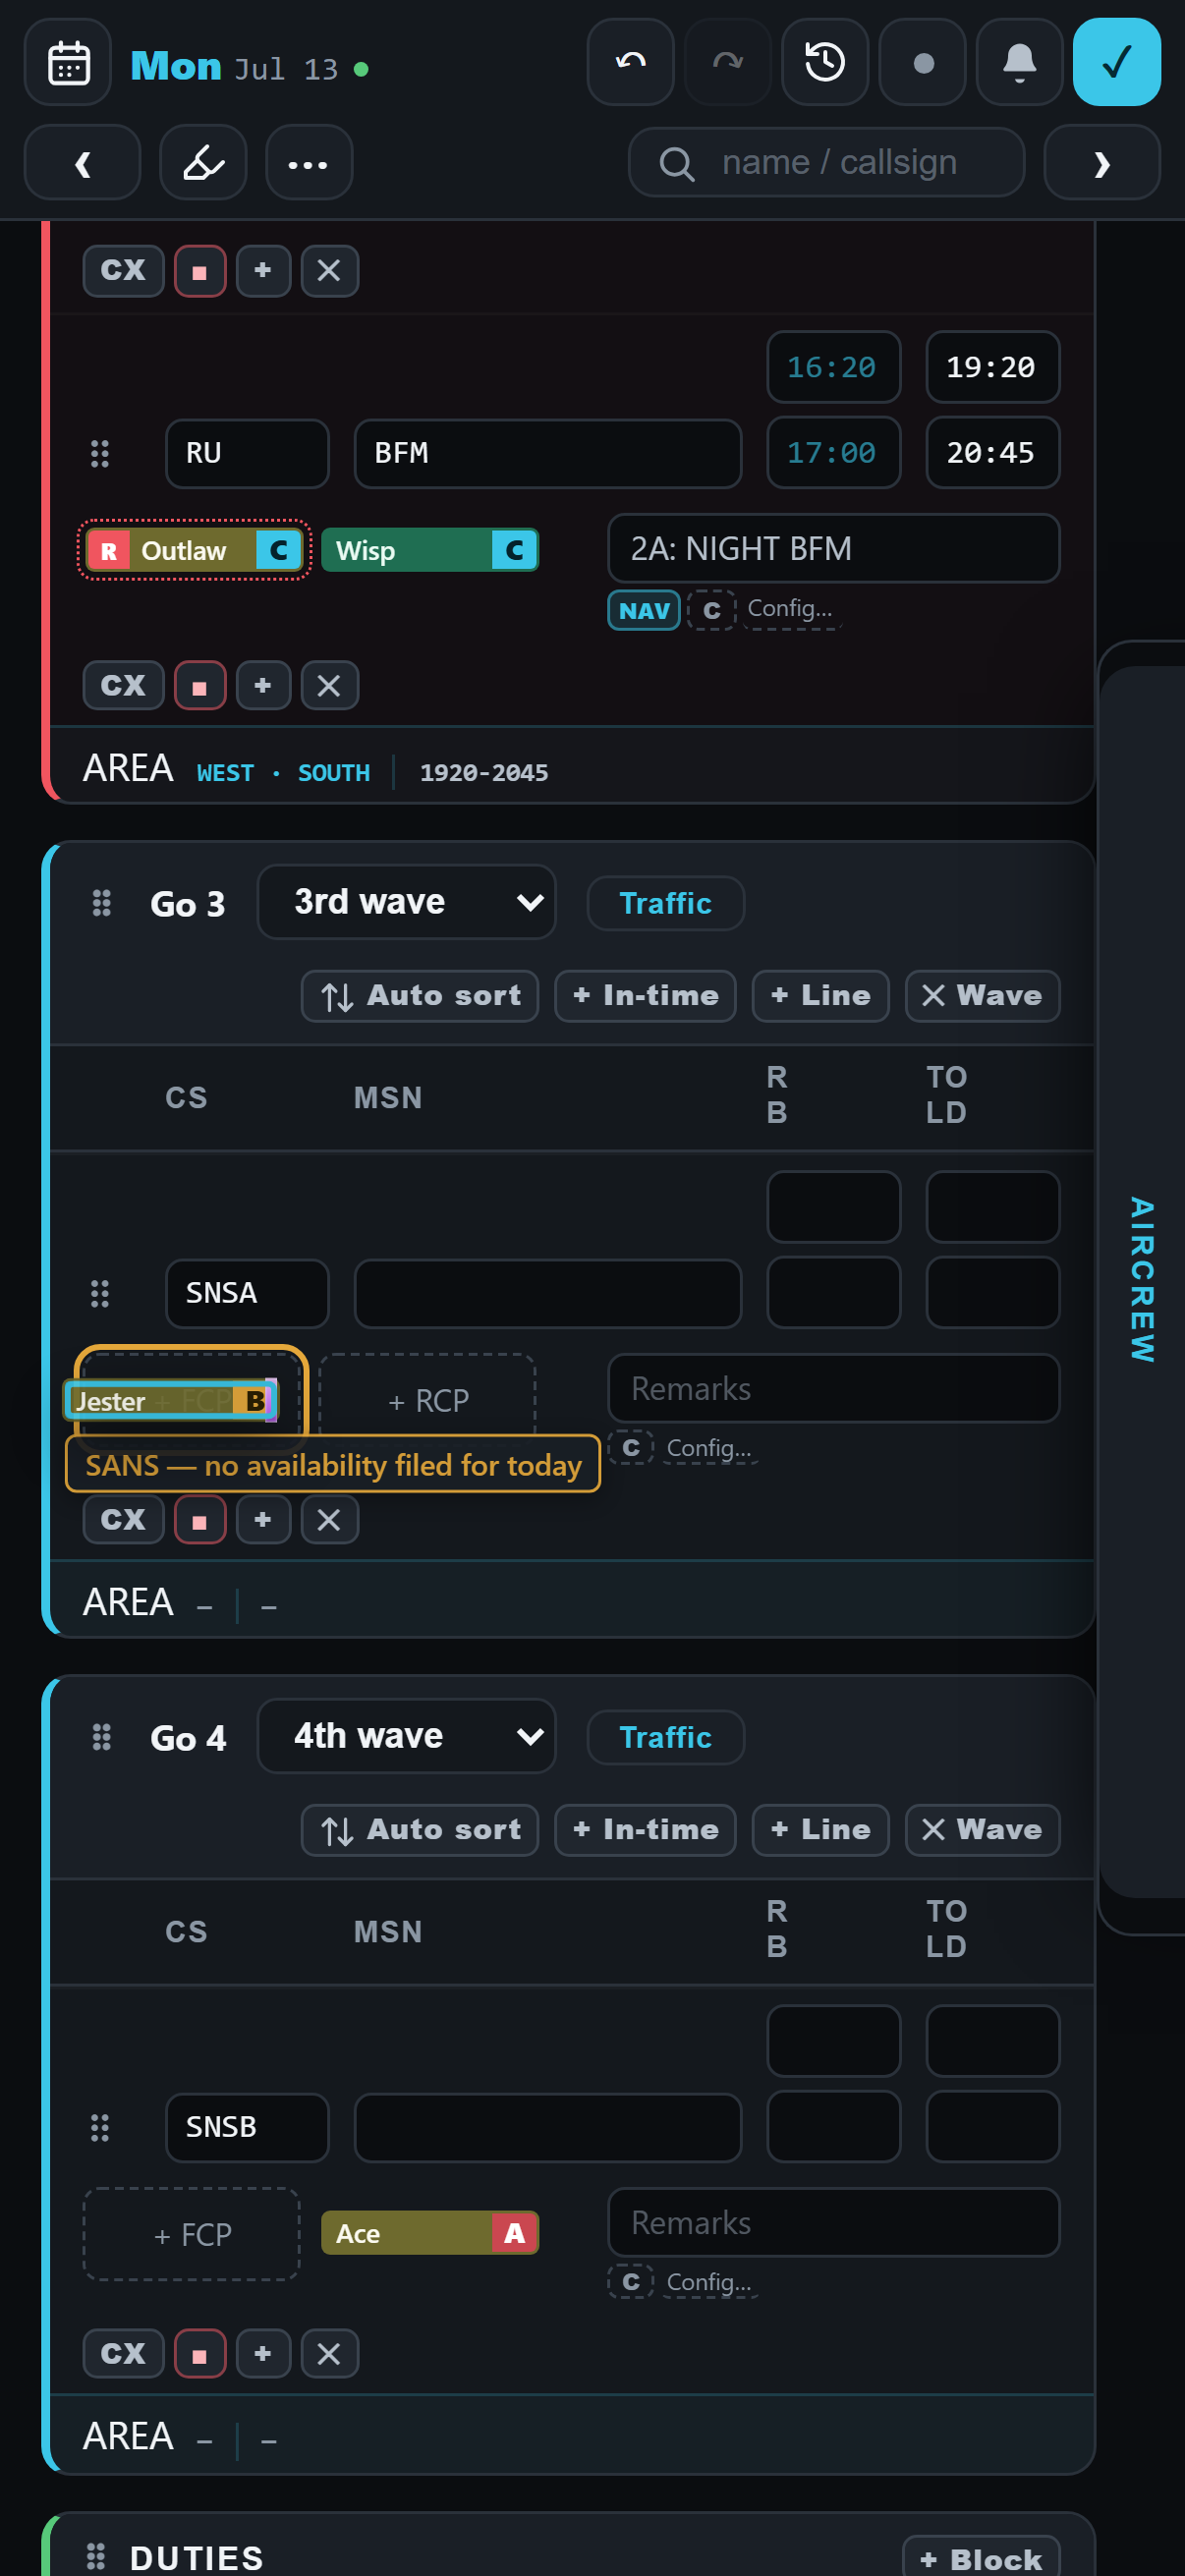 Mon Jul 13
name / callsign
CX + ×
16:20 19:20
RU BFM 17:00 20:45
R Outlaw C Wisp C 2A: NIGHT BFM
NAV C Config...
CX + ×
AREA WEST · SOUTH 1920-2045
Go 3 3rd wave Traffic
Auto sort + In-time + Line × Wave
CS MSN R TO
B LD
SNSA
Jester B + RCP Remarks
SANS — no availability filed for today C Config...
CX + ×
AREA – –
AIRCREW
Go 4 4th wave Traffic
Auto sort + In-time + Line × Wave
CS MSN R TO
B LD
SNSB
+ FCP Ace A Remarks
C Config...
CX + ×
AREA – –
DUTIES + Block